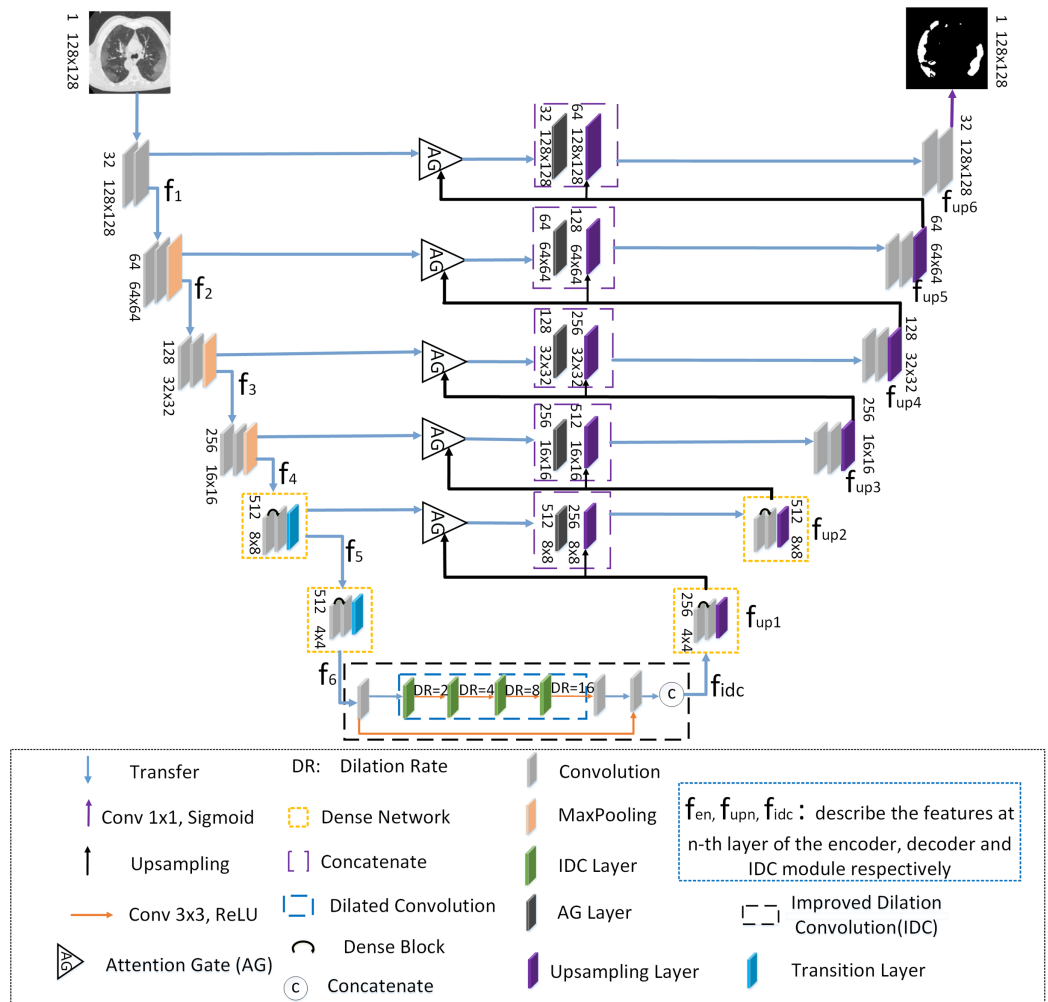 1 128x128
1 128x128
32 128x128
f1
AG
32 128x128
64 128x128
32 128x128
fup6
64 64x64
f2
AG
64 64x64
128 64x64
64 64x64
fup5
128 32x32
f3
AG
128 32x32
256 32x32
128 32x32
fup4
256 16x16
f4
AG
256 16x16
512 16x16
256 16x16
fup3
512 8x8
f5
AG
512 8x8
256 8x8
512 8x8
fup2
512 4x4
f6
256 4x4
fup1
DR=2 DR=4 DR=8 DR=16
C
fidc
Transfer
Conv 1x1, Sigmoid
Upsampling
Conv 3x3, ReLU
AG
Attention Gate (AG)
DR: Dilation Rate
Dense Network
Concatenate
Dilated Convolution
Dense Block
C
Concatenate
Convolution
MaxPooling
IDC Layer
AG Layer
Upsampling Layer
fen, fupn, fidc : describe the features at
n-th layer of the encoder, decoder and
IDC module respectively
Improved Dilation
Convolution(IDC)
Transition Layer